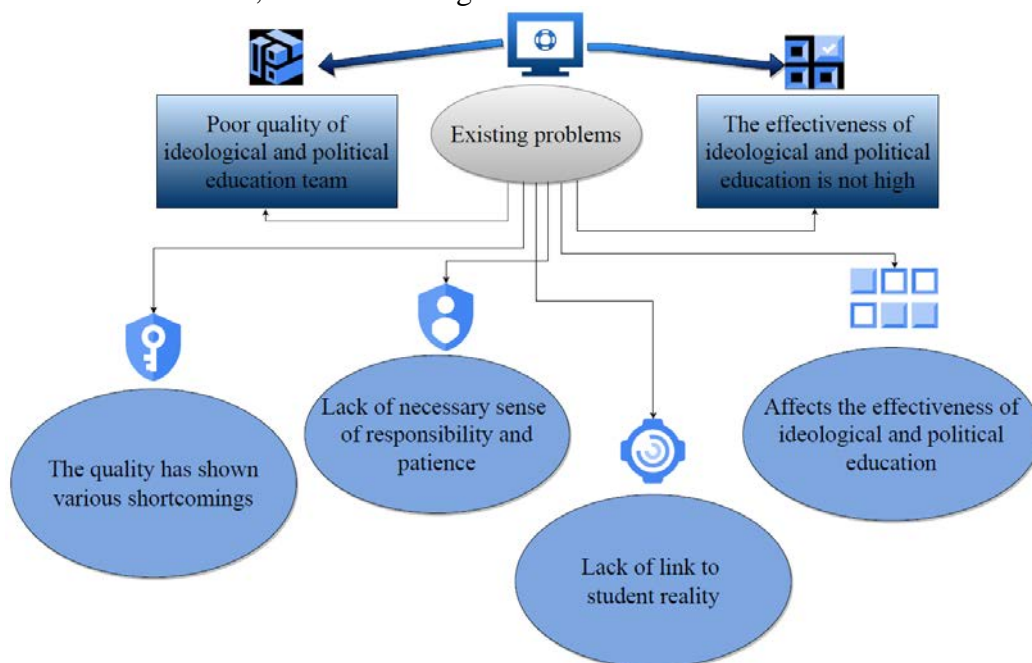 Poor quality of
ideological and political
education team
Existing problems
The effectiveness of
ideological and political
education is not high
The quality has shown
various shortcomings
Lack of necessary sense
of responsibility and
patience
Lack of link to
student reality
Affects the effectiveness of
ideological and political
education